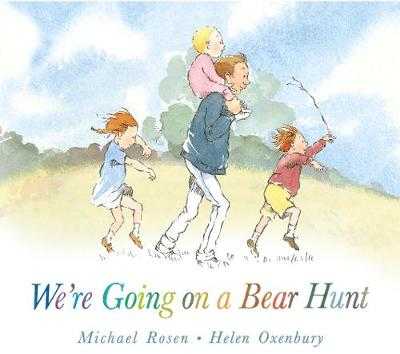 We're Going on a Bear Hunt
Michael Rosen • Helen Oxenbury